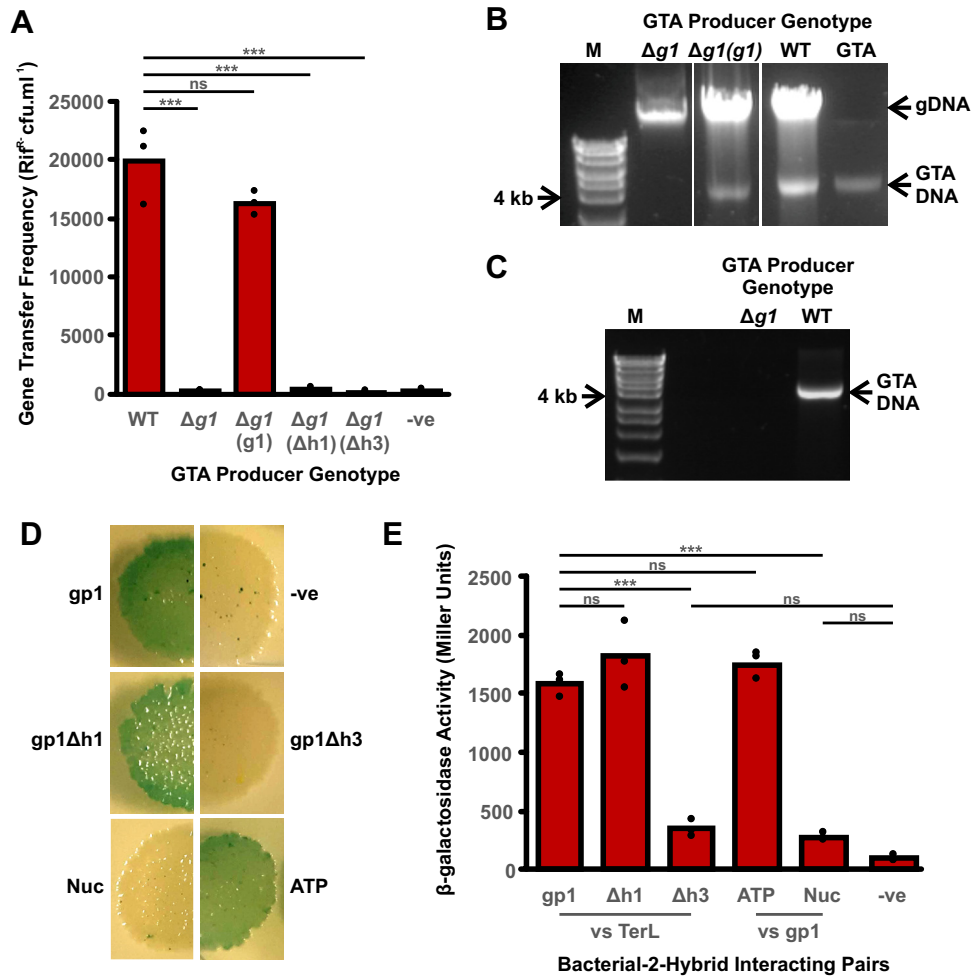 A
Gene Transfer Frequency (Rifᴿ· cfu.ml⁻¹)
***
***
ns
***
25000
20000
15000
10000
5000
0
WT Δg1 Δg1 Δg1 Δg1 -ve
(g1) (Δh1) (Δh3)
GTA Producer Genotype
B
GTA Producer Genotype
M Δg1 Δg1(g1) WT GTA
gDNA
GTA
DNA
4 kb
C
GTA Producer
Genotype
M Δg1 WT
4 kb
GTA
DNA
D
gp1
-ve
gp1Δh1
gp1Δh3
Nuc
ATP
E
β-galactosidase Activity (Miller Units)
***
ns
***
ns
ns
ns
2500
2000
1500
1000
500
0
gp1 Δh1 Δh3 ATP Nuc -ve
vs TerL vs gp1
Bacterial-2-Hybrid Interacting Pairs